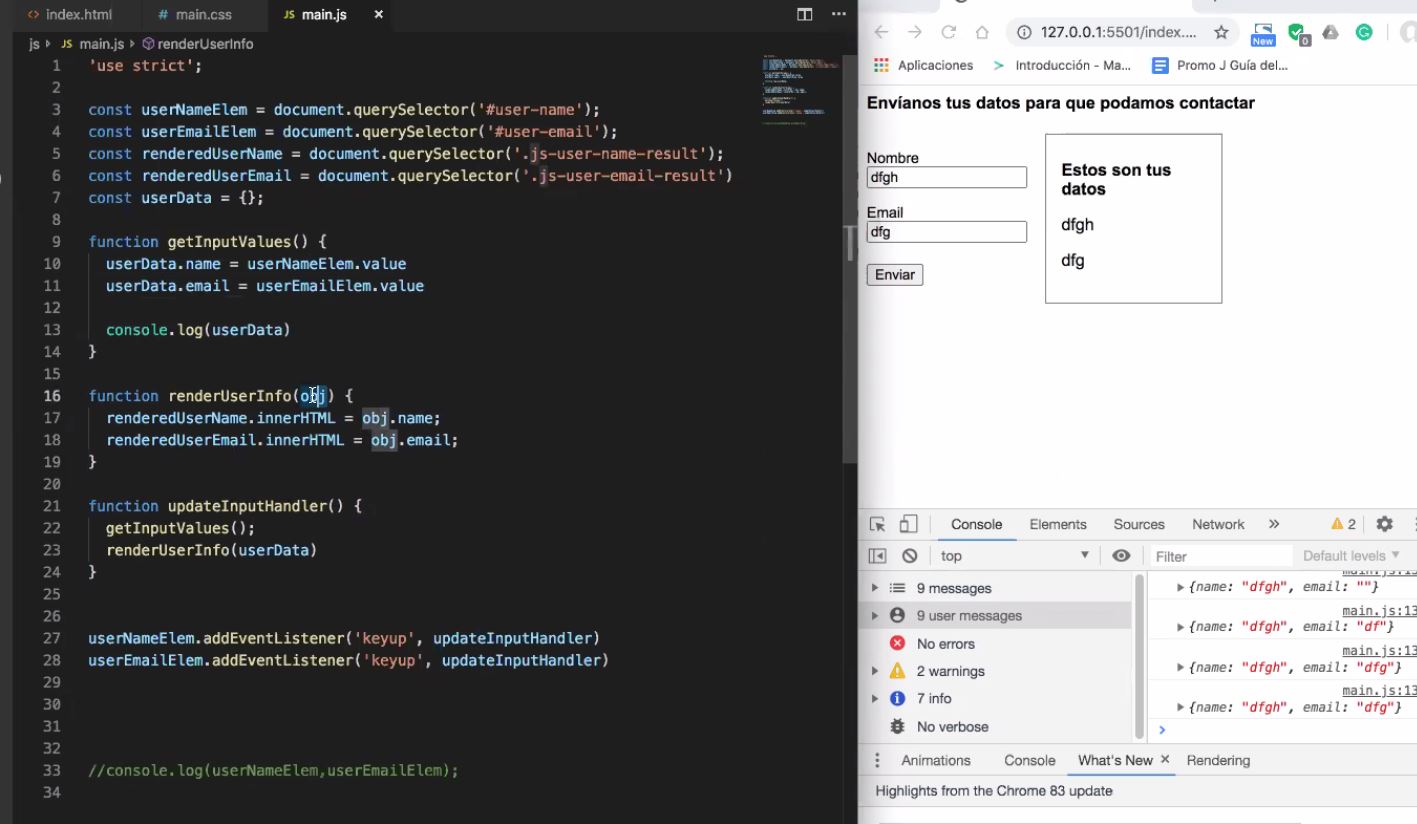 index.html
# main.css
JS main.js ×
js
JS main.js
renderUserInfo
1 'use strict';
2
3 const userNameElem = document.querySelector('#user-name');
4 const userEmailElem = document.querySelector('#user-email');
5 const renderedUserName = document.querySelector('.js-user-name-result');
6 const renderedUserEmail = document.querySelector('.js-user-email-result')
7 const userData = {};
8
9 function getInputValues() {
10 userData.name = userNameElem.value
11 userData.email = userEmailElem.value
12
13 console.log(userData)
14 }
15
16 function renderUserInfo(obj) {
17 renderedUserName.innerHTML = obj.name;
18 renderedUserEmail.innerHTML = obj.email;
19 }
20
21 function updateInputHandler() {
22 getInputValues();
23 renderUserInfo(userData)
24 }
25
26
27 userNameElem.addEventListener('keyup', updateInputHandler)
28 userEmailElem.addEventListener('keyup', updateInputHandler)
29
30
31
32
33 //console.log(userNameElem,userEmailElem);
34
127.0.0.1:5501/index....
New
0
Aplicaciones
Introducción - Ma...
Promo J Guía del...
Envíanos tus datos para que podamos contactar
Nombre
dfgh
Email
dfg
Enviar
Estos son tus
datos
dfgh
dfg
Console
Elements
Sources
Network
2
top
Filter
Default levels
9 messages
9 user messages
No errors
2 warnings
7 info
No verbose
{name: "dfgh", email: ""}
main.js:13
{name: "dfgh", email: "df"}
main.js:13
{name: "dfgh", email: "dfg"}
main.js:13
{name: "dfgh", email: "dfg"}
Animations
Console
What's New ×
Rendering
Highlights from the Chrome 83 update